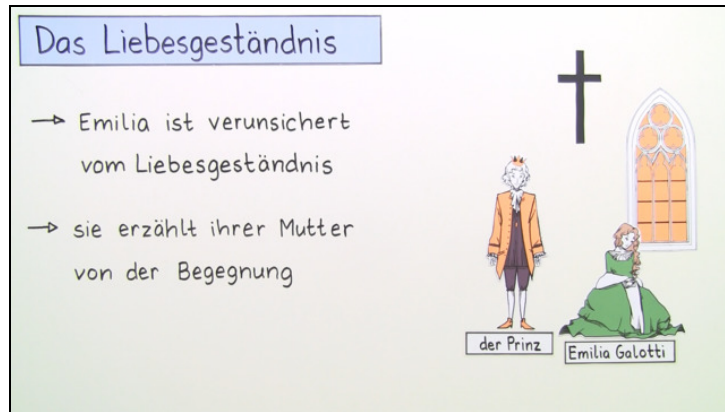 Das Liebesgeständnis
→ Emilia ist verunsichert
vom Liebesgeständnis
→ sie erzählt ihrer Mutter
von der Begegnung
der Prinz
Emilia Galotti